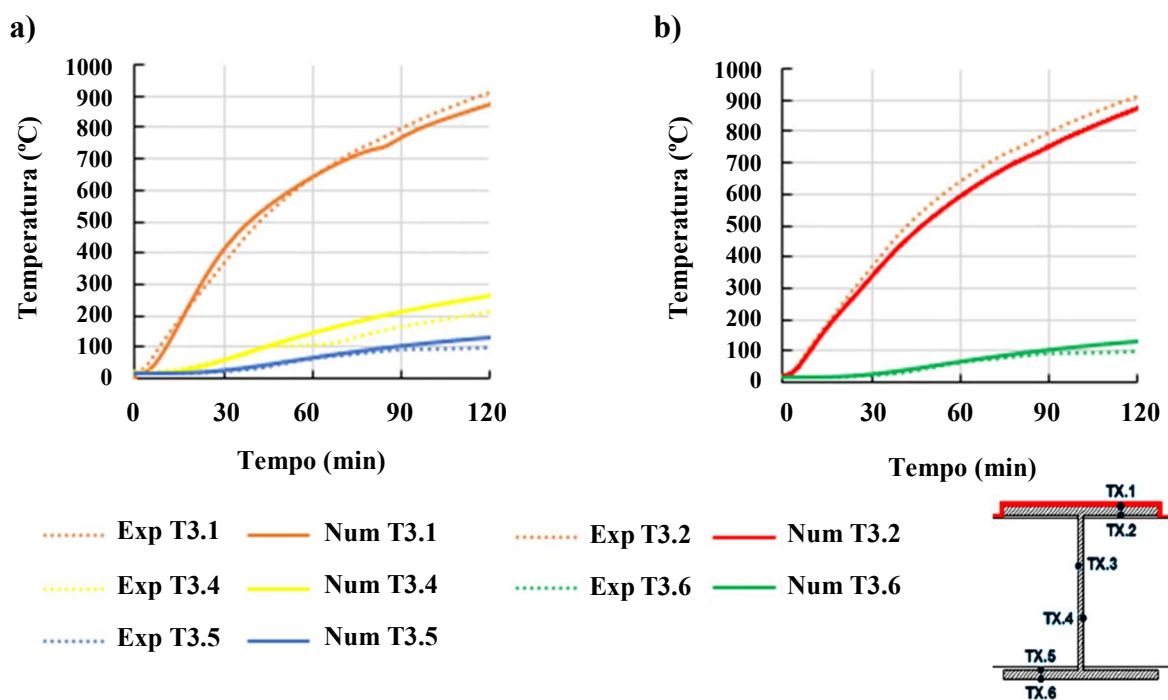 a)
Temperatura (ºC)
1000
900
800
700
600
500
400
300
200
100
0
0 30 60 90 120
Tempo (min)
b)
Temperatura (ºC)
1000
900
800
700
600
500
400
300
200
100
0
0 30 60 90 120
Tempo (min)
Exp T3.1 Num T3.1
Exp T3.4 Num T3.4
Exp T3.5 Num T3.5
Exp T3.2 Num T3.2
Exp T3.6 Num T3.6
TX.1
TX.2
TX.3
TX.4
TX.5
TX.6